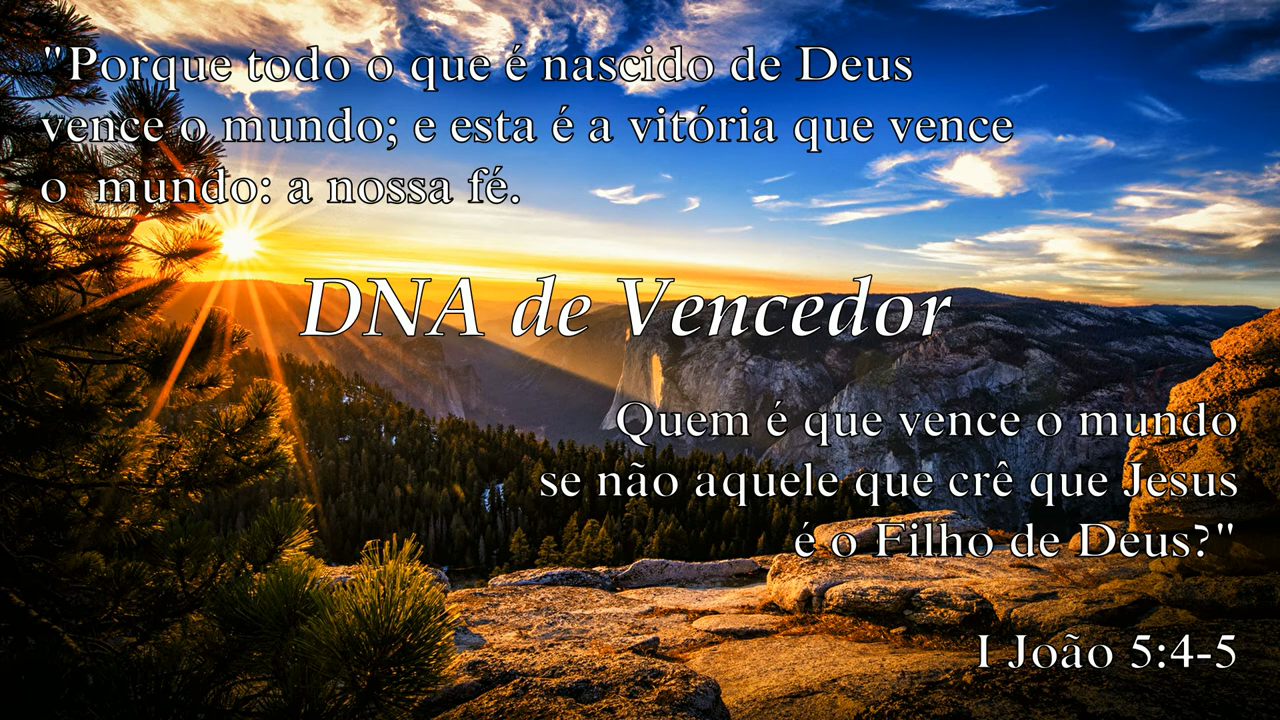 "Porque todo o que é nascido de Deus
vence o mundo; e esta é a vitória que vence
o  mundo: a nossa fé.
DNA de Vencedor
Quem é que vence o mundo
se não aquele que crê que Jesus
é o Filho de Deus?"
I João 5:4-5